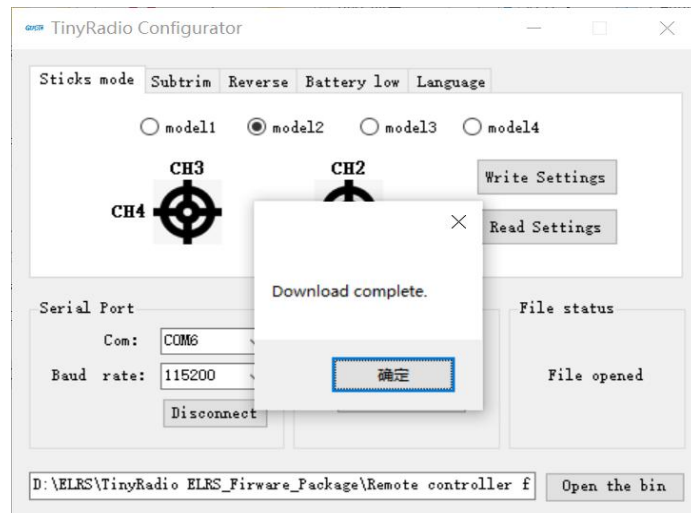 TinyRadio Configurator
Sticks mode Subtrim Reverse Battery low Language
model1 model2 model3 model4
CH3 CH2
Write Settings
CH4
Read Settings
Download complete.
Serial Port File status
Com: COM6
Baud rate: 115200 确定 File opened
Disconnect
D:\ELRS\TinyRadio ELRS_Firware_Package\Remote controller f Open the bin